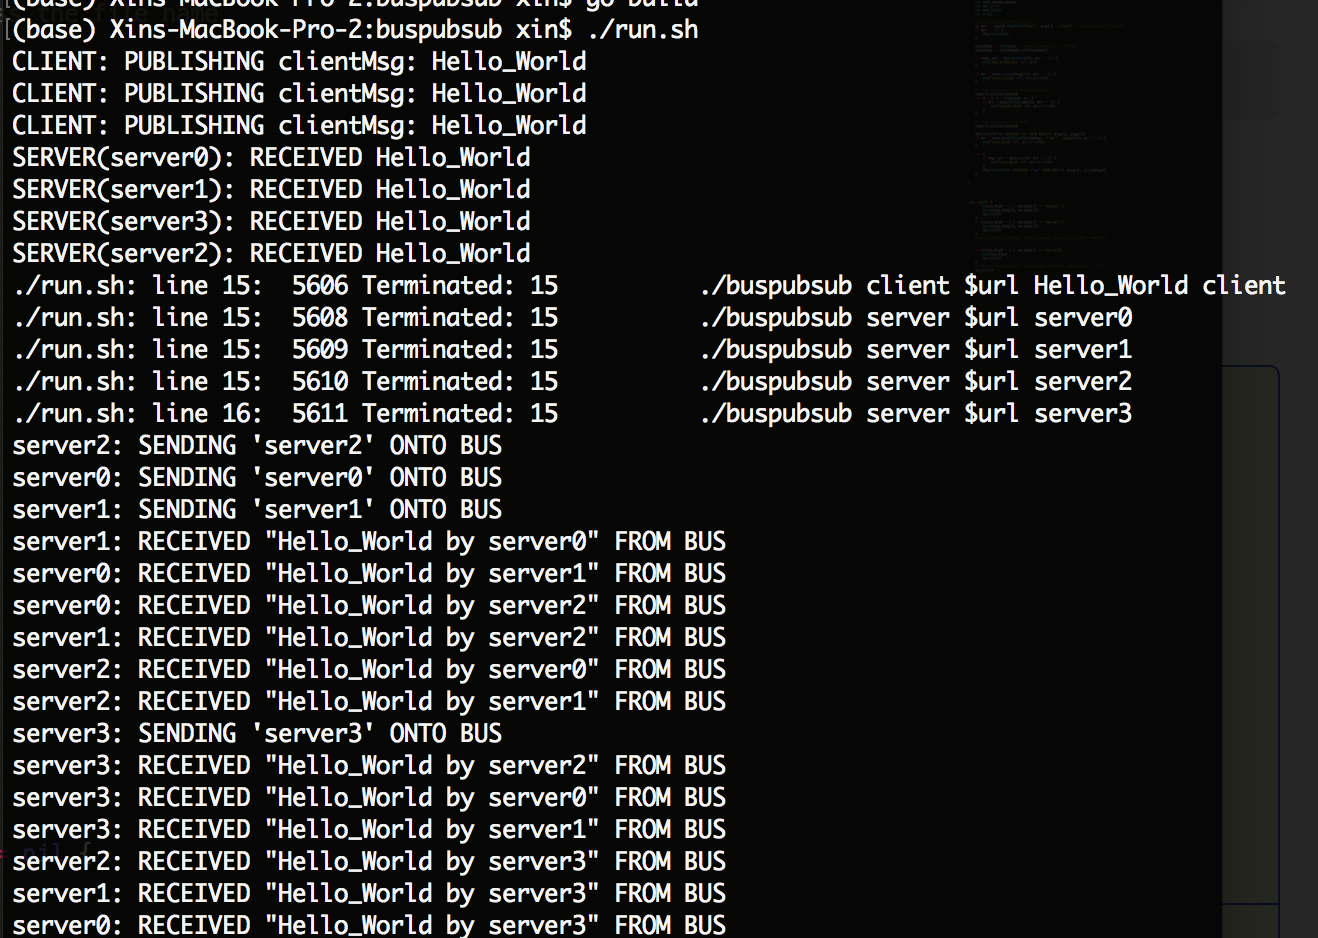 (base) Xins-MacBook-Pro-2:buspubsub xin$ go build
[(base) Xins-MacBook-Pro-2:buspubsub xin$ ./run.sh
CLIENT: PUBLISHING clientMsg: Hello_World
CLIENT: PUBLISHING clientMsg: Hello_World
CLIENT: PUBLISHING clientMsg: Hello_World
SERVER(server0): RECEIVED Hello_World
SERVER(server1): RECEIVED Hello_World
SERVER(server3): RECEIVED Hello_World
SERVER(server2): RECEIVED Hello_World
./run.sh: line 15:  5606 Terminated: 15          ./buspubsub client $url Hello_World client
./run.sh: line 15:  5608 Terminated: 15          ./buspubsub server $url server0
./run.sh: line 15:  5609 Terminated: 15          ./buspubsub server $url server1
./run.sh: line 15:  5610 Terminated: 15          ./buspubsub server $url server2
./run.sh: line 16:  5611 Terminated: 15          ./buspubsub server $url server3
server2: SENDING 'server2' ONTO BUS
server0: SENDING 'server0' ONTO BUS
server1: SENDING 'server1' ONTO BUS
server1: RECEIVED "Hello_World by server0" FROM BUS
server0: RECEIVED "Hello_World by server1" FROM BUS
server0: RECEIVED "Hello_World by server2" FROM BUS
server1: RECEIVED "Hello_World by server2" FROM BUS
server2: RECEIVED "Hello_World by server0" FROM BUS
server2: RECEIVED "Hello_World by server1" FROM BUS
server3: SENDING 'server3' ONTO BUS
server3: RECEIVED "Hello_World by server2" FROM BUS
server3: RECEIVED "Hello_World by server0" FROM BUS
server3: RECEIVED "Hello_World by server1" FROM BUS
server2: RECEIVED "Hello_World by server3" FROM BUS
server1: RECEIVED "Hello_World by server3" FROM BUS
server0: RECEIVED "Hello_World by server3" FROM BUS